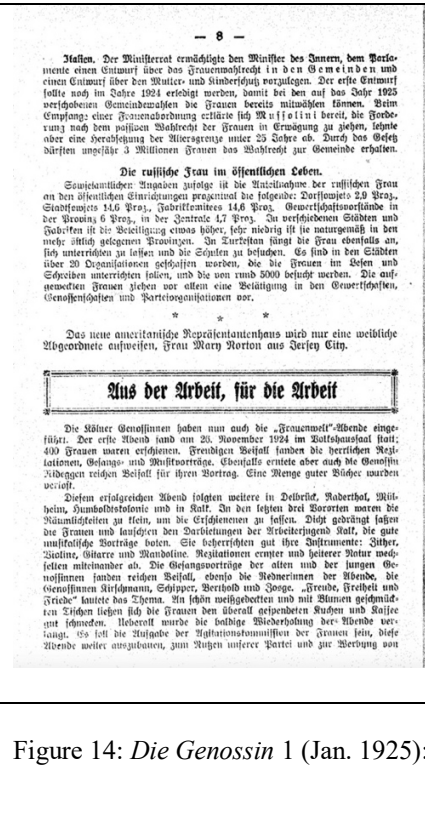 — 8 —
Italien. Der Ministerrat ermächtigte den Minister des Innern, dem Parla-
mente einen Entwurf über das Frauenwahlrecht in den Gemeinden und
einen Entwurf über den Mutter- und Kinderschutz vorzulegen. Der erste Entwurf
sollte noch im Jahre 1924 erledigt werden, damit bei den auf das Jahr 1925
verschobenen Gemeindewahlen die Frauen bereits mitwählen können. Beim
Empfange einer Frauenabordnung erklärte sich Mussolini bereit, die Forde-
rung nach dem passiven Wahlrecht der Frauen in Erwägung zu ziehen, lehnte
aber eine Herabsetzung der Altersgrenze unter 25 Jahre ab. Durch das Gesetz
dürften ungefähr 3 Millionen Frauen das Wahlrecht zur Gemeinde erhalten.
Die russische Frau im öffentlichen Leben.
Sowjetamtlichen Angaben zufolge ist die Anteilnahme der russischen Frau
an den öffentlichen Einrichtungen prozentual die folgende: Dorfsowjets 2,9 Proz.,
Stadtsowjets 14,6 Proz., Fabrikkomitees 14,6 Proz., Gewerkschaftsvorstände in
der Provinz 6 Proz., in der Zentrale 4,7 Proz. In verschiedenen Städten und
Fabriken ist die Beteiligung etwas höher, sehr niedrig ist sie naturgemäß in den
mehr östlich gelegenen Provinzen. In Turkestan fängt die Frau ebenfalls an,
sich unterrichten zu lassen und die Schulen zu besuchen. Es sind in den Städten
über 20 Organisationen geschaffen worden, die die Frauen im Lesen und
Schreiben unterrichten sollen, und die von rund 5000 besucht werden. Die auf-
geweckten Frauen ziehen vor allem eine Betätigung in den Gewerkschaften,
Genossenschaften und Parteiorganisationen vor.
* * *
Das neue amerikanische Repräsentantenhaus wird nur eine weibliche
Abgeordnete aufweisen, Frau Mary Norton aus Jersey City.
Aus der Arbeit, für die Arbeit
Die Kölner Genossinnen haben nun auch die „Frauenwelt"-Abende einge-
führt. Der erste Abend fand am 26. November 1924 im Volkshaussaal statt;
400 Frauen waren erschienen. Freudigen Beifall fanden die herrlichen Rezi-
tationen, Gesangs- und Musikvorträge. Ebenfalls erntete aber auch die Genossin
Nideggen reichen Beifall für ihren Vortrag. Eine Menge guter Bücher wurden
verlost.
Diesem erfolgreichen Abend folgten weitere in Delbrück, Raderthal, Mül-
heim, Humboldtskolonie und in Kalk. In den letzten drei Vororten waren die
Räumlichkeiten zu klein, um die Erschienenen zu fassen. Dicht gedrängt saßen
die Frauen und lauschten den Darbietungen der Arbeiterjugend Kalk, die gute
musikalische Vorträge boten. Sie beherrschten gut ihre Instrumente: Zither,
Violine, Gitarre und Mandoline. Rezitationen ernster und heiterer Natur wech-
selten miteinander ab. Die Gesangsvorträge der alten und der jungen Ge-
nossinnen fanden reichen Beifall, ebenso die Rednerinnen der Abende, die
Genossinnen Kirschmann, Schipper, Berthold und Zosge. „Freude, Freiheit und
Friede" lautete das Thema. An schön weißgedeckten und mit Blumen geschmück-
ten Tischen ließen sich die Frauen den überall gespendeten Kuchen und Kaffee
gut schmecken. Ueberall wurde die baldige Wiederholung der Abende ver-
langt. Es soll die Aufgabe der Agitationskommission der Frauen sein, diese
Abende weiter auszubauen, zum Nutzen unserer Partei und zur Werbung von
Figure 14: Die Genossin 1 (Jan. 1925):